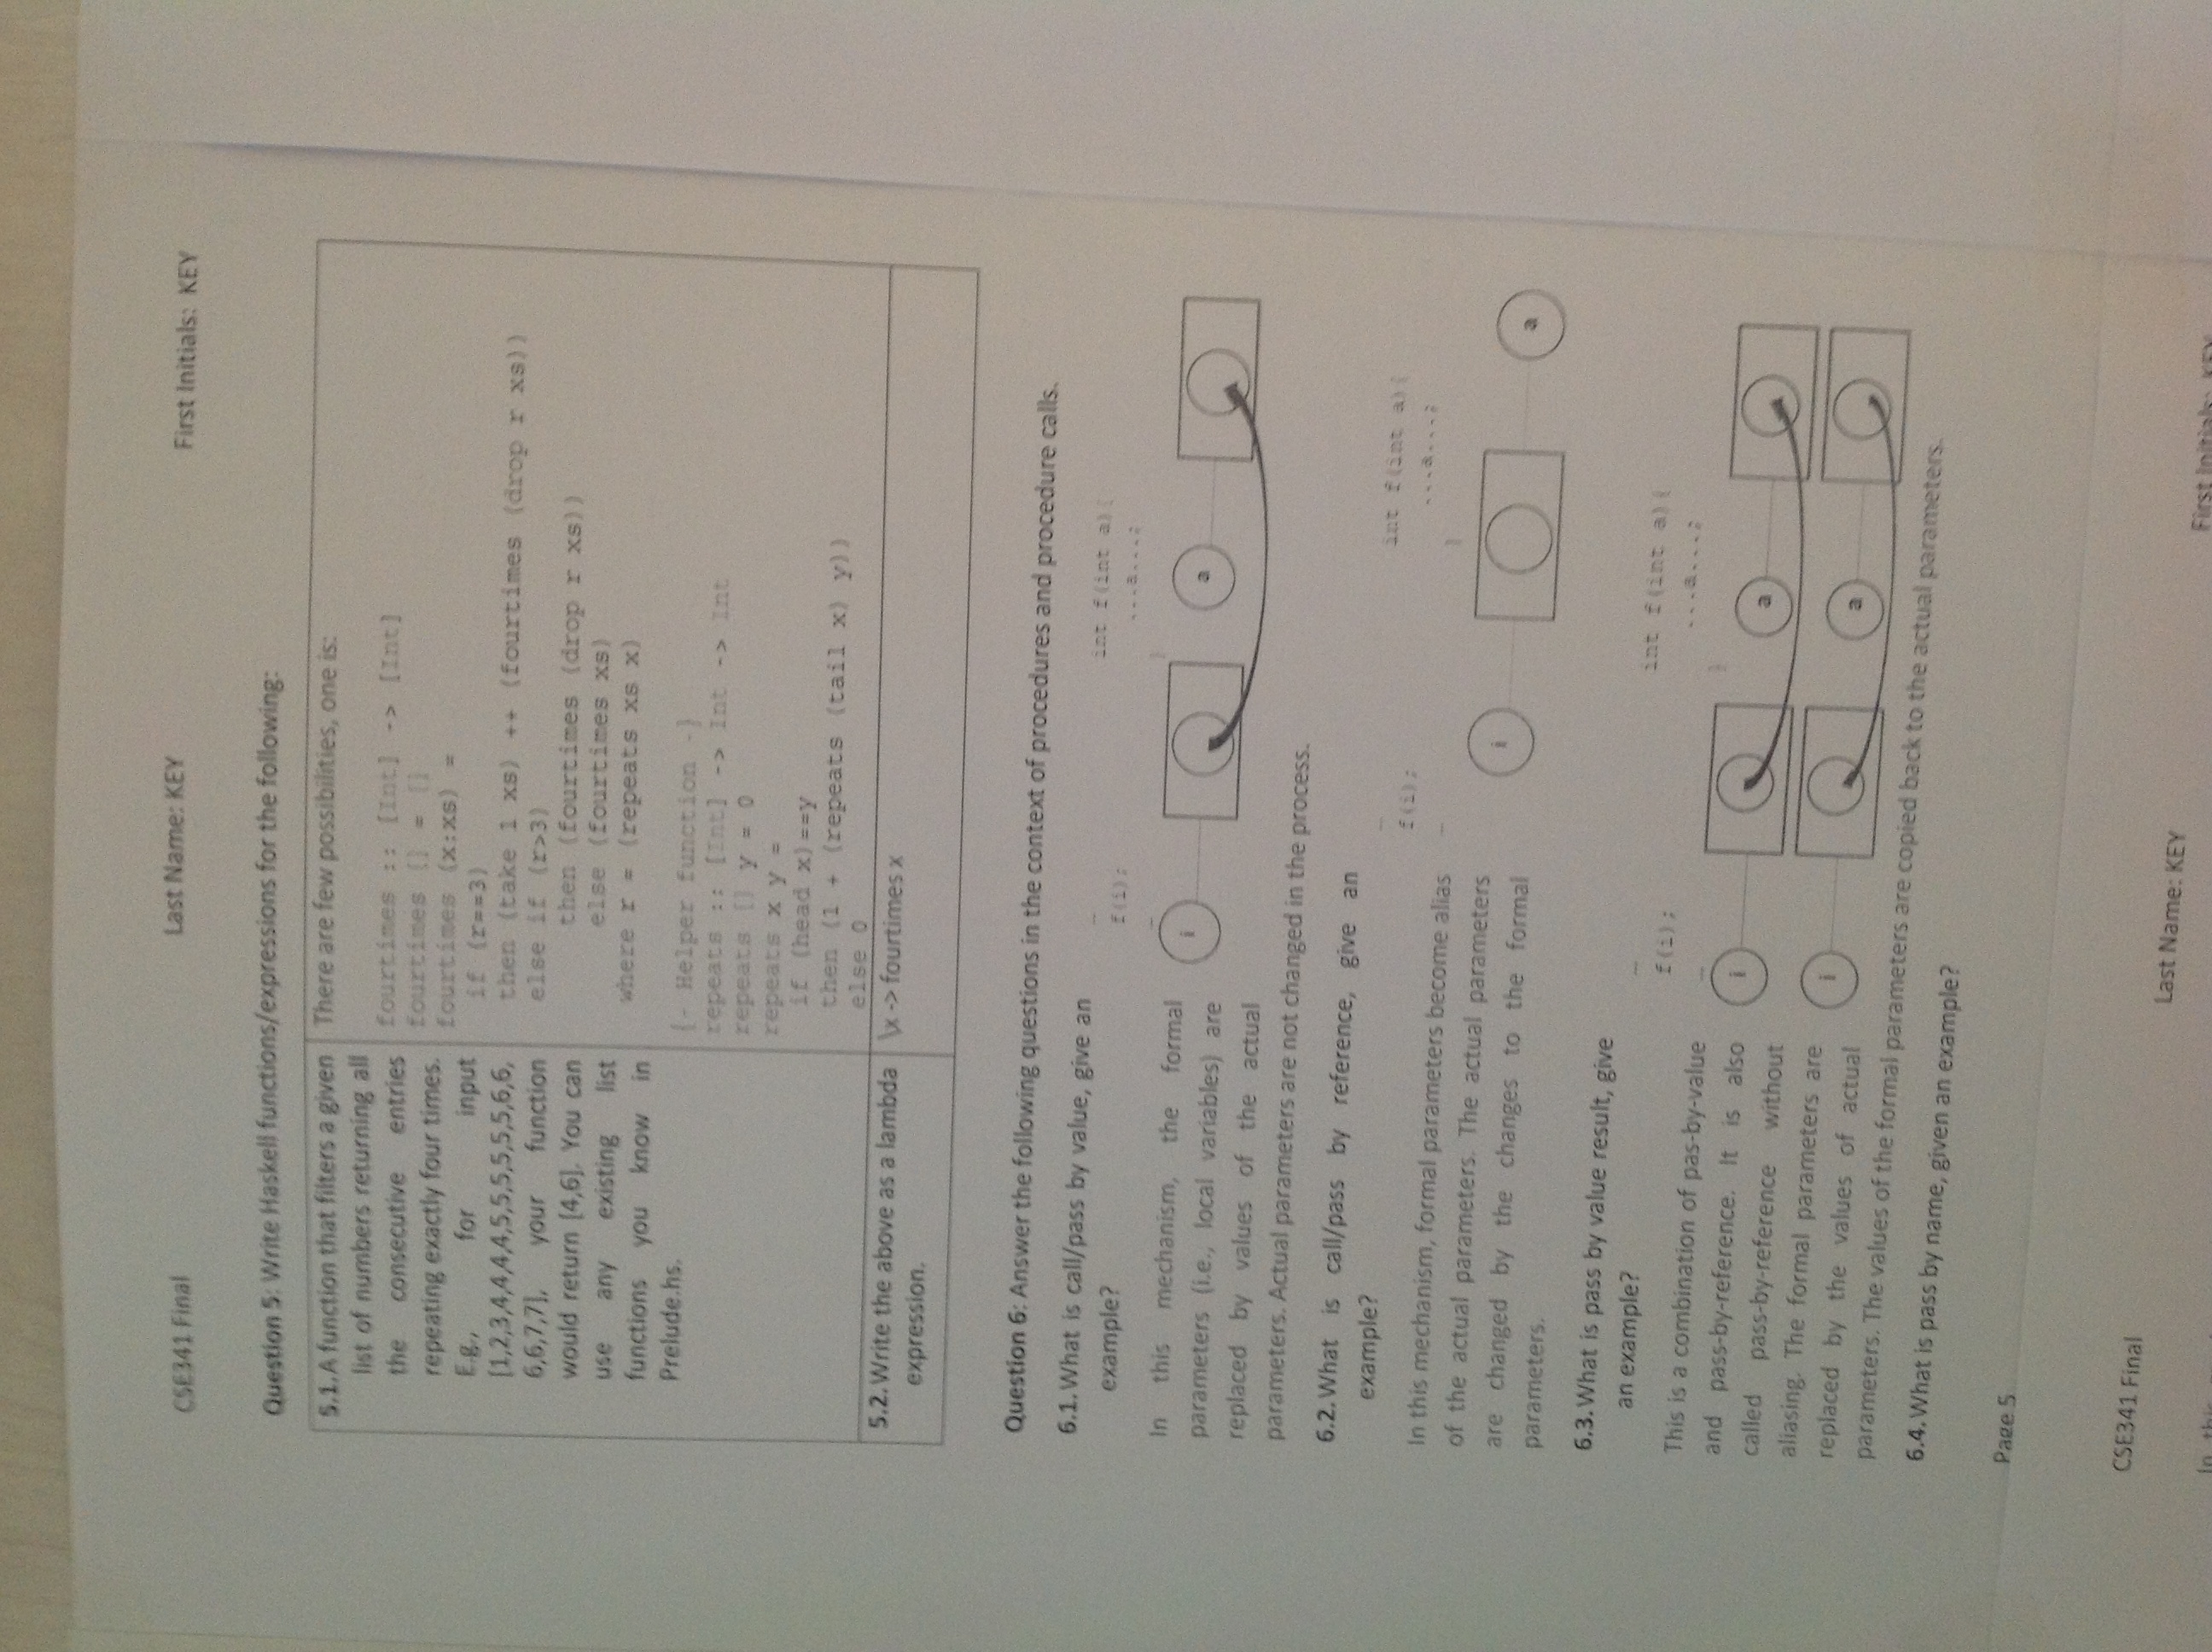 CSE341 Final
Last Name: KEY
First Initials: KEY
Question 5: Write Haskell functions/expressions for the following:
5.1. A function that filters a given
list of numbers returning all
the consecutive entries
repeating exactly four times.
E.g., for input
[1,2,3,4,4,4,4,5,5,5,5,5,5,6,6,
6,6,7,7], your function
would return [4,6]. You can
use any existing list
functions you know in
Prelude.hs.
There are few possibilities, one is:
fourtimes :: [Int] -> [Int]
fourtimes [] = []
fourtimes (x:xs) =
if (r==3)
then (take 1 xs) ++ (fourtimes (drop r xs))
else if (r>3)
then (fourtimes (drop r xs))
else (fourtimes xs)
where r = (repeats xs x)
{- Helper function -}
repeats :: [Int] -> Int -> Int
repeats [] y = 0
repeats x y =
if (head x)==y
then (1 + (repeats (tail x) y))
else 0
5.2. Write the above as a lambda
expression.
\x -> fourtimes x
Question 6: Answer the following questions in the context of procedures and procedure calls.
6.1. What is call/pass by value, give an
example?
In this mechanism, the formal
parameters (i.e., local variables) are
replaced by values of the actual
parameters. Actual parameters are not changed in the process.
…
f(i);
…
int f(int a){
...a...;
}
i
a
6.2. What is call/pass by reference, give an
example?
In this mechanism, formal parameters become alias
of the actual parameters. The actual parameters
are changed by the changes to the formal
parameters.
…
f(i);
…
int f(int a){
...a...;
}
i
a
6.3. What is pass by value result, give
an example?
This is a combination of pas-by-value
and pass-by-reference. It is also
called pass-by-reference without
aliasing. The formal parameters are
replaced by the values of actual
parameters. The values of the formal parameters are copied back to the actual parameters.
…
f(i);
…
int f(int a){
...a...;
}
i
a
i
a
6.4. What is pass by name, given an example?
Page 5
CSE341 Final
Last Name: KEY
First Initials: KEY
In this